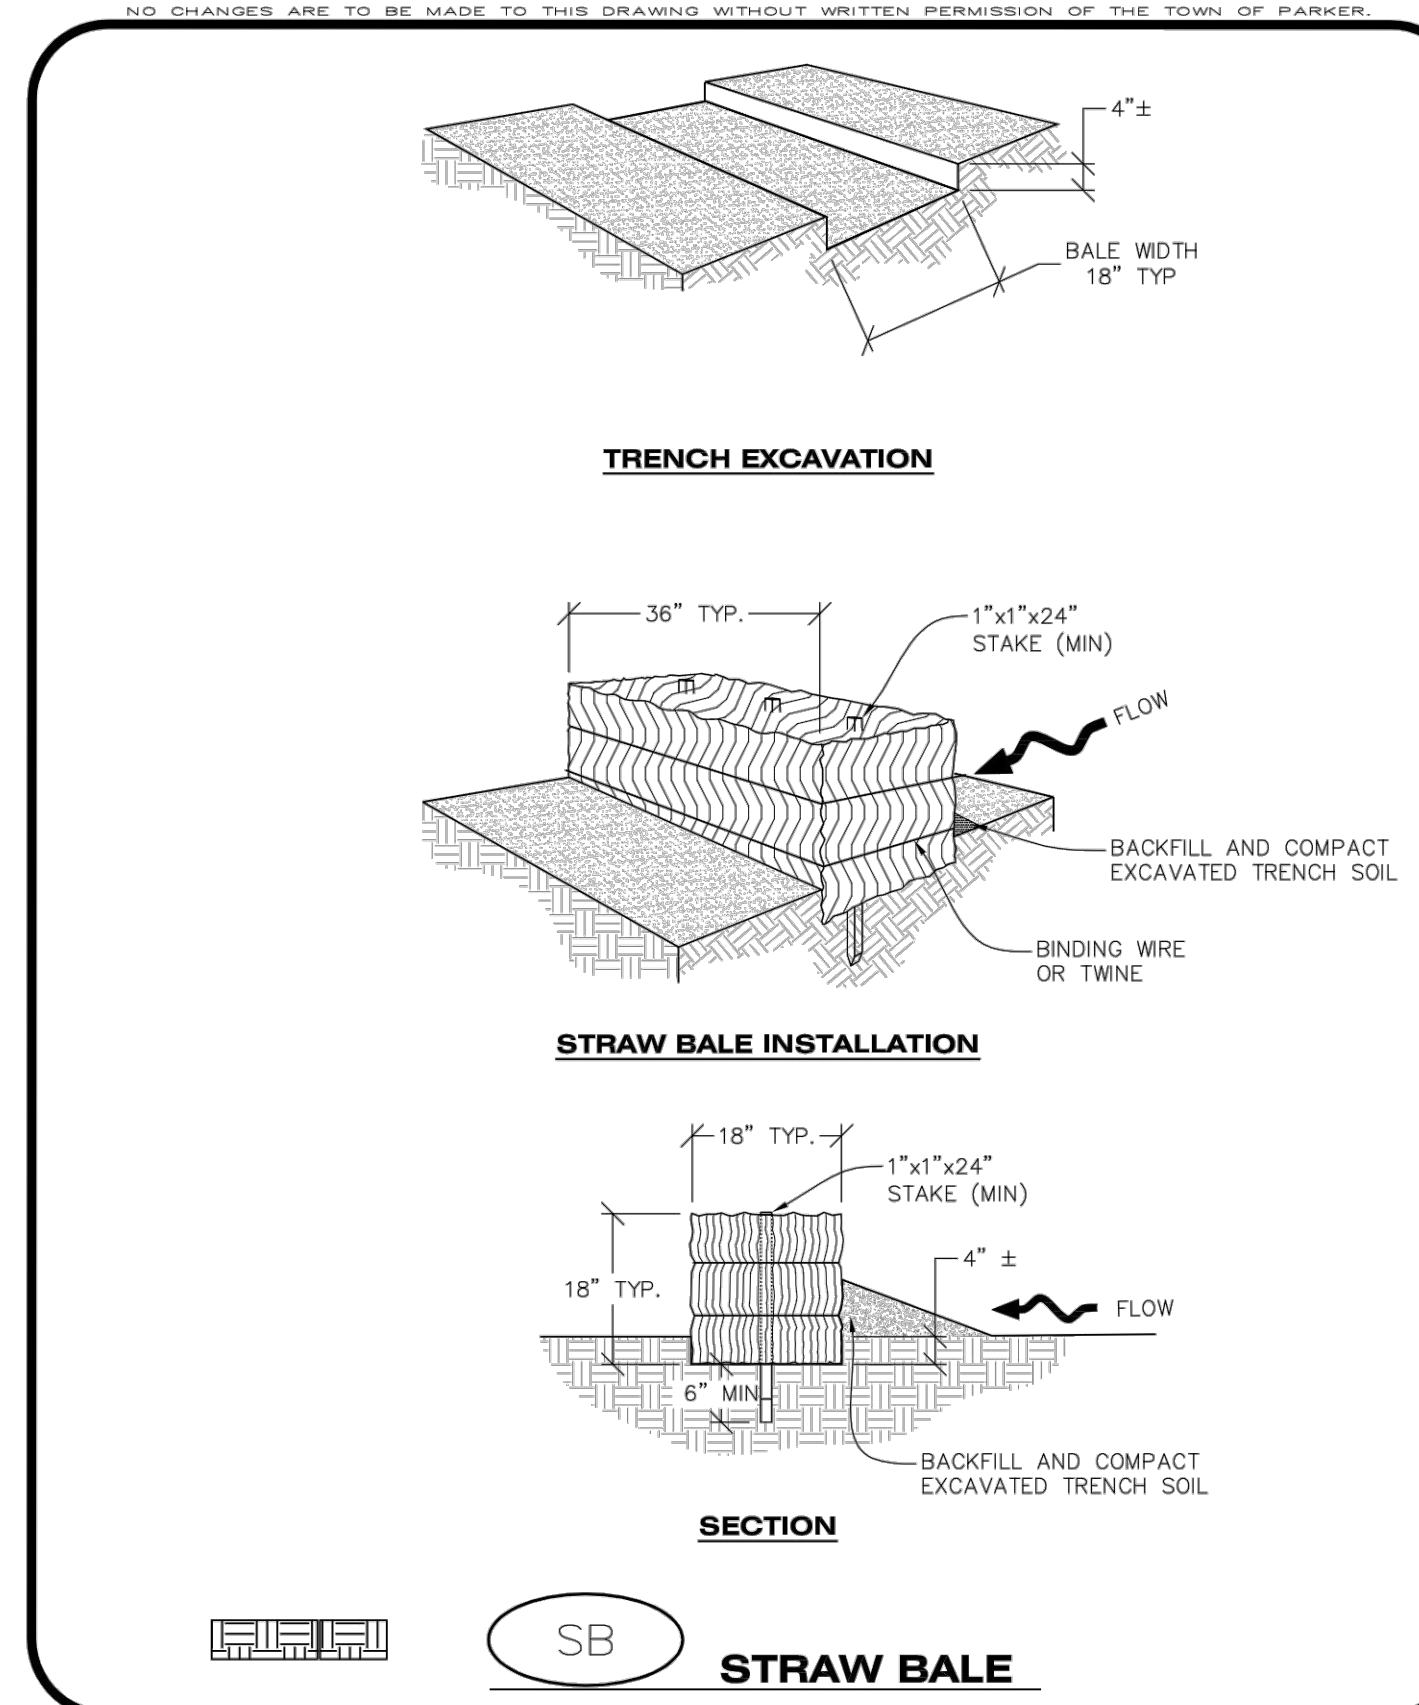 NO CHANGES ARE TO BE MADE TO THIS DRAWING WITHOUT WRITTEN PERMISSION OF THE TOWN OF PARKER.
4"±
BALE WIDTH
18" TYP
TRENCH EXCAVATION
36" TYP.
1"x1"x24"
STAKE (MIN)
FLOW
BACKFILL AND COMPACT
EXCAVATED TRENCH SOIL
BINDING WIRE
OR TWINE
STRAW BALE INSTALLATION
18" TYP.
1"x1"x24"
STAKE (MIN)
4" ±
18" TYP.
FLOW
6" MIN
BACKFILL AND COMPACT
EXCAVATED TRENCH SOIL
SECTION
SB
STRAW BALE